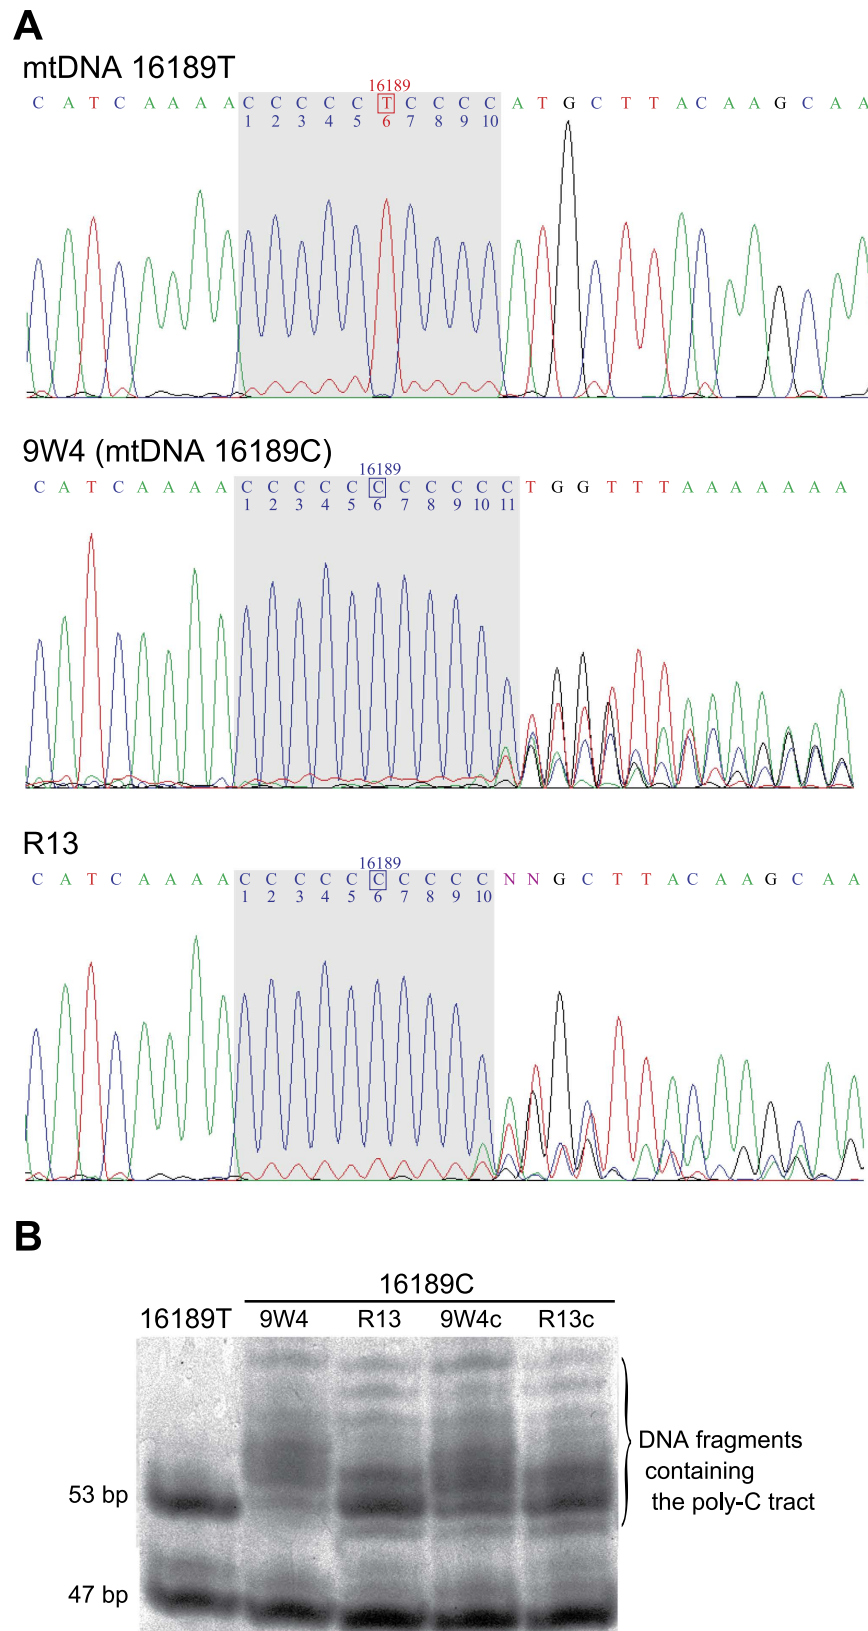 A
mtDNA 16189T
16189
C A T C A A A A C C C C C T C C C C A T G C T T A C A A G C A A
1 2 3 4 5 6 7 8 9 10
9W4 (mtDNA 16189C)
16189
C A T C A A A A C C C C C C C C C C C T G G T T T A A A A A A A
1 2 3 4 5 6 7 8 9 10 11
R13
16189
C A T C A A A A C C C C C C C C C C N N G C T T A C A A G C A A
1 2 3 4 5 6 7 8 9 10
B
16189C
16189T 9W4 R13 9W4c R13c
DNA fragments
containing
the poly-C tract
53 bp
47 bp